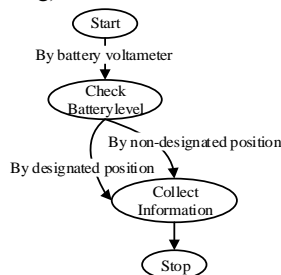 Start
By battery voltameter
Check
Batterylevel
By non-designated position
By designated position
Collect
Information
Stop